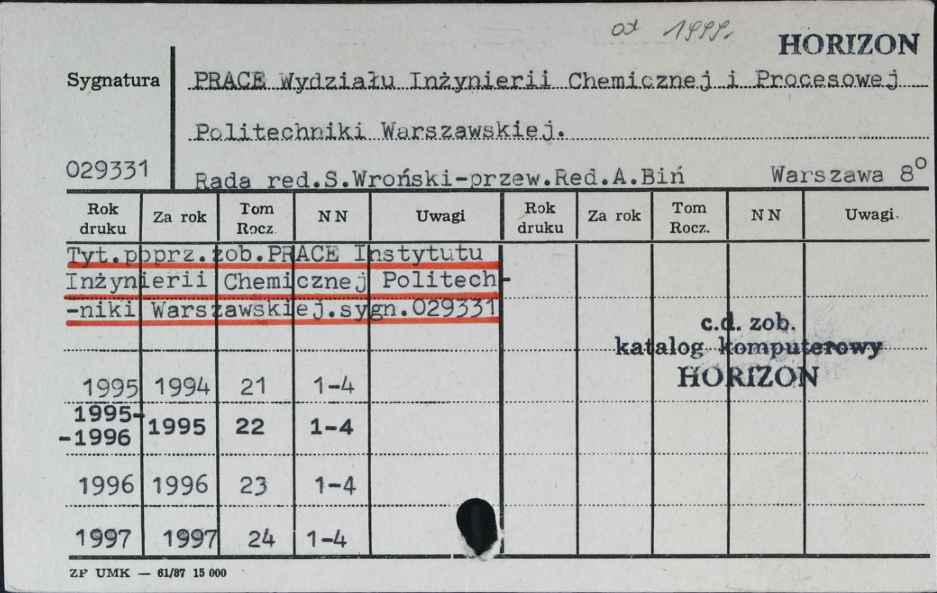 od 1999.
HORIZON
Sygnatura
PRACE Wydziału Inżynierii Chemicznej i Procesowej
Politechniki Warszawskiej.
029331
Rada red.S.Wroński-przew.Red.A.Biń Warszawa 8°
Rok druku Za rok Tom Rocz. NN Uwagi Rok druku Za rok Tom Rocz. NN Uwagi
Tyt.poprz.zob.PRACE Instytutu
Inżynierii Chemicznej Politech-
-niki Warszawskiej.sygn.029331
c.d. zob.
katalog komputerowy
HORIZON
1995 1994 21 1-4
1995-
-1996 1995 22 1-4
1996 1996 23 1-4
1997 1997 24 1-4
ZP UMK — 61/87 15 000